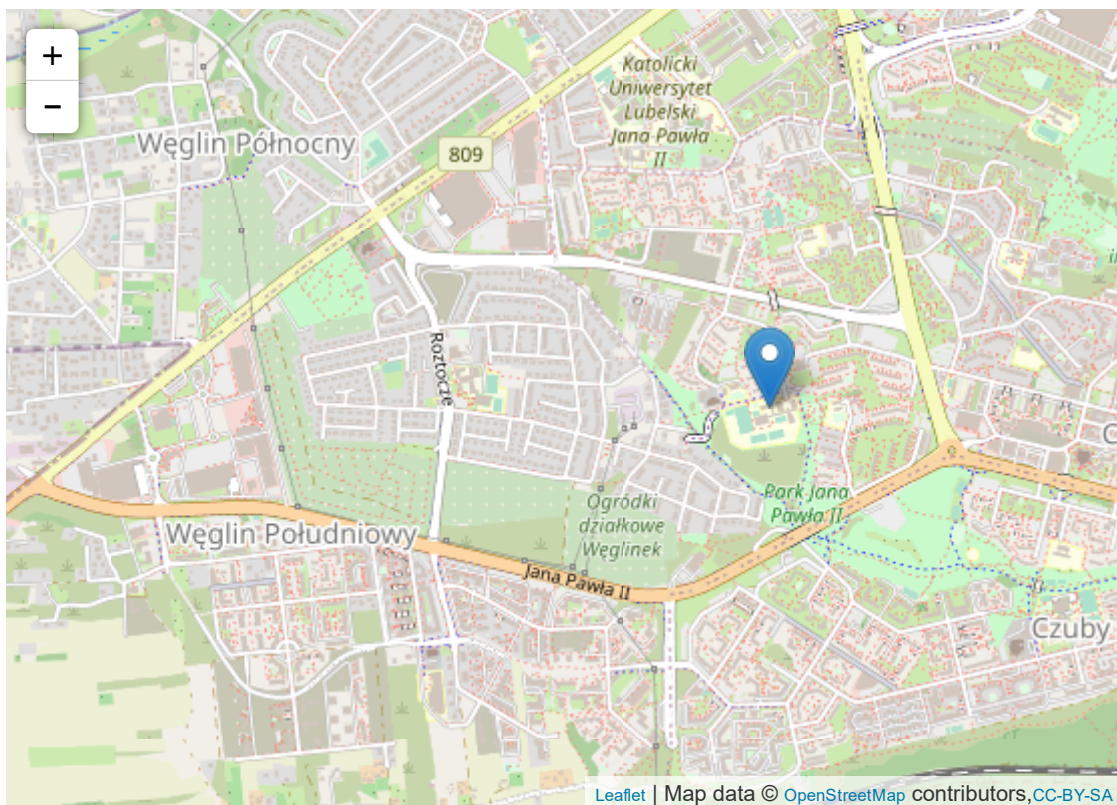 +
−
Katolicki
Uniwersytet
Lubelski
Jana Pawła
II
Węglin Północny
809
Roztocze
Park Jana
Pawła II
Ogródki
działkowe
Węglinek
Węglin Południowy
Jana Pawła II
Czuby
Leaflet | Map data © OpenStreetMap contributors,CC-BY-SA